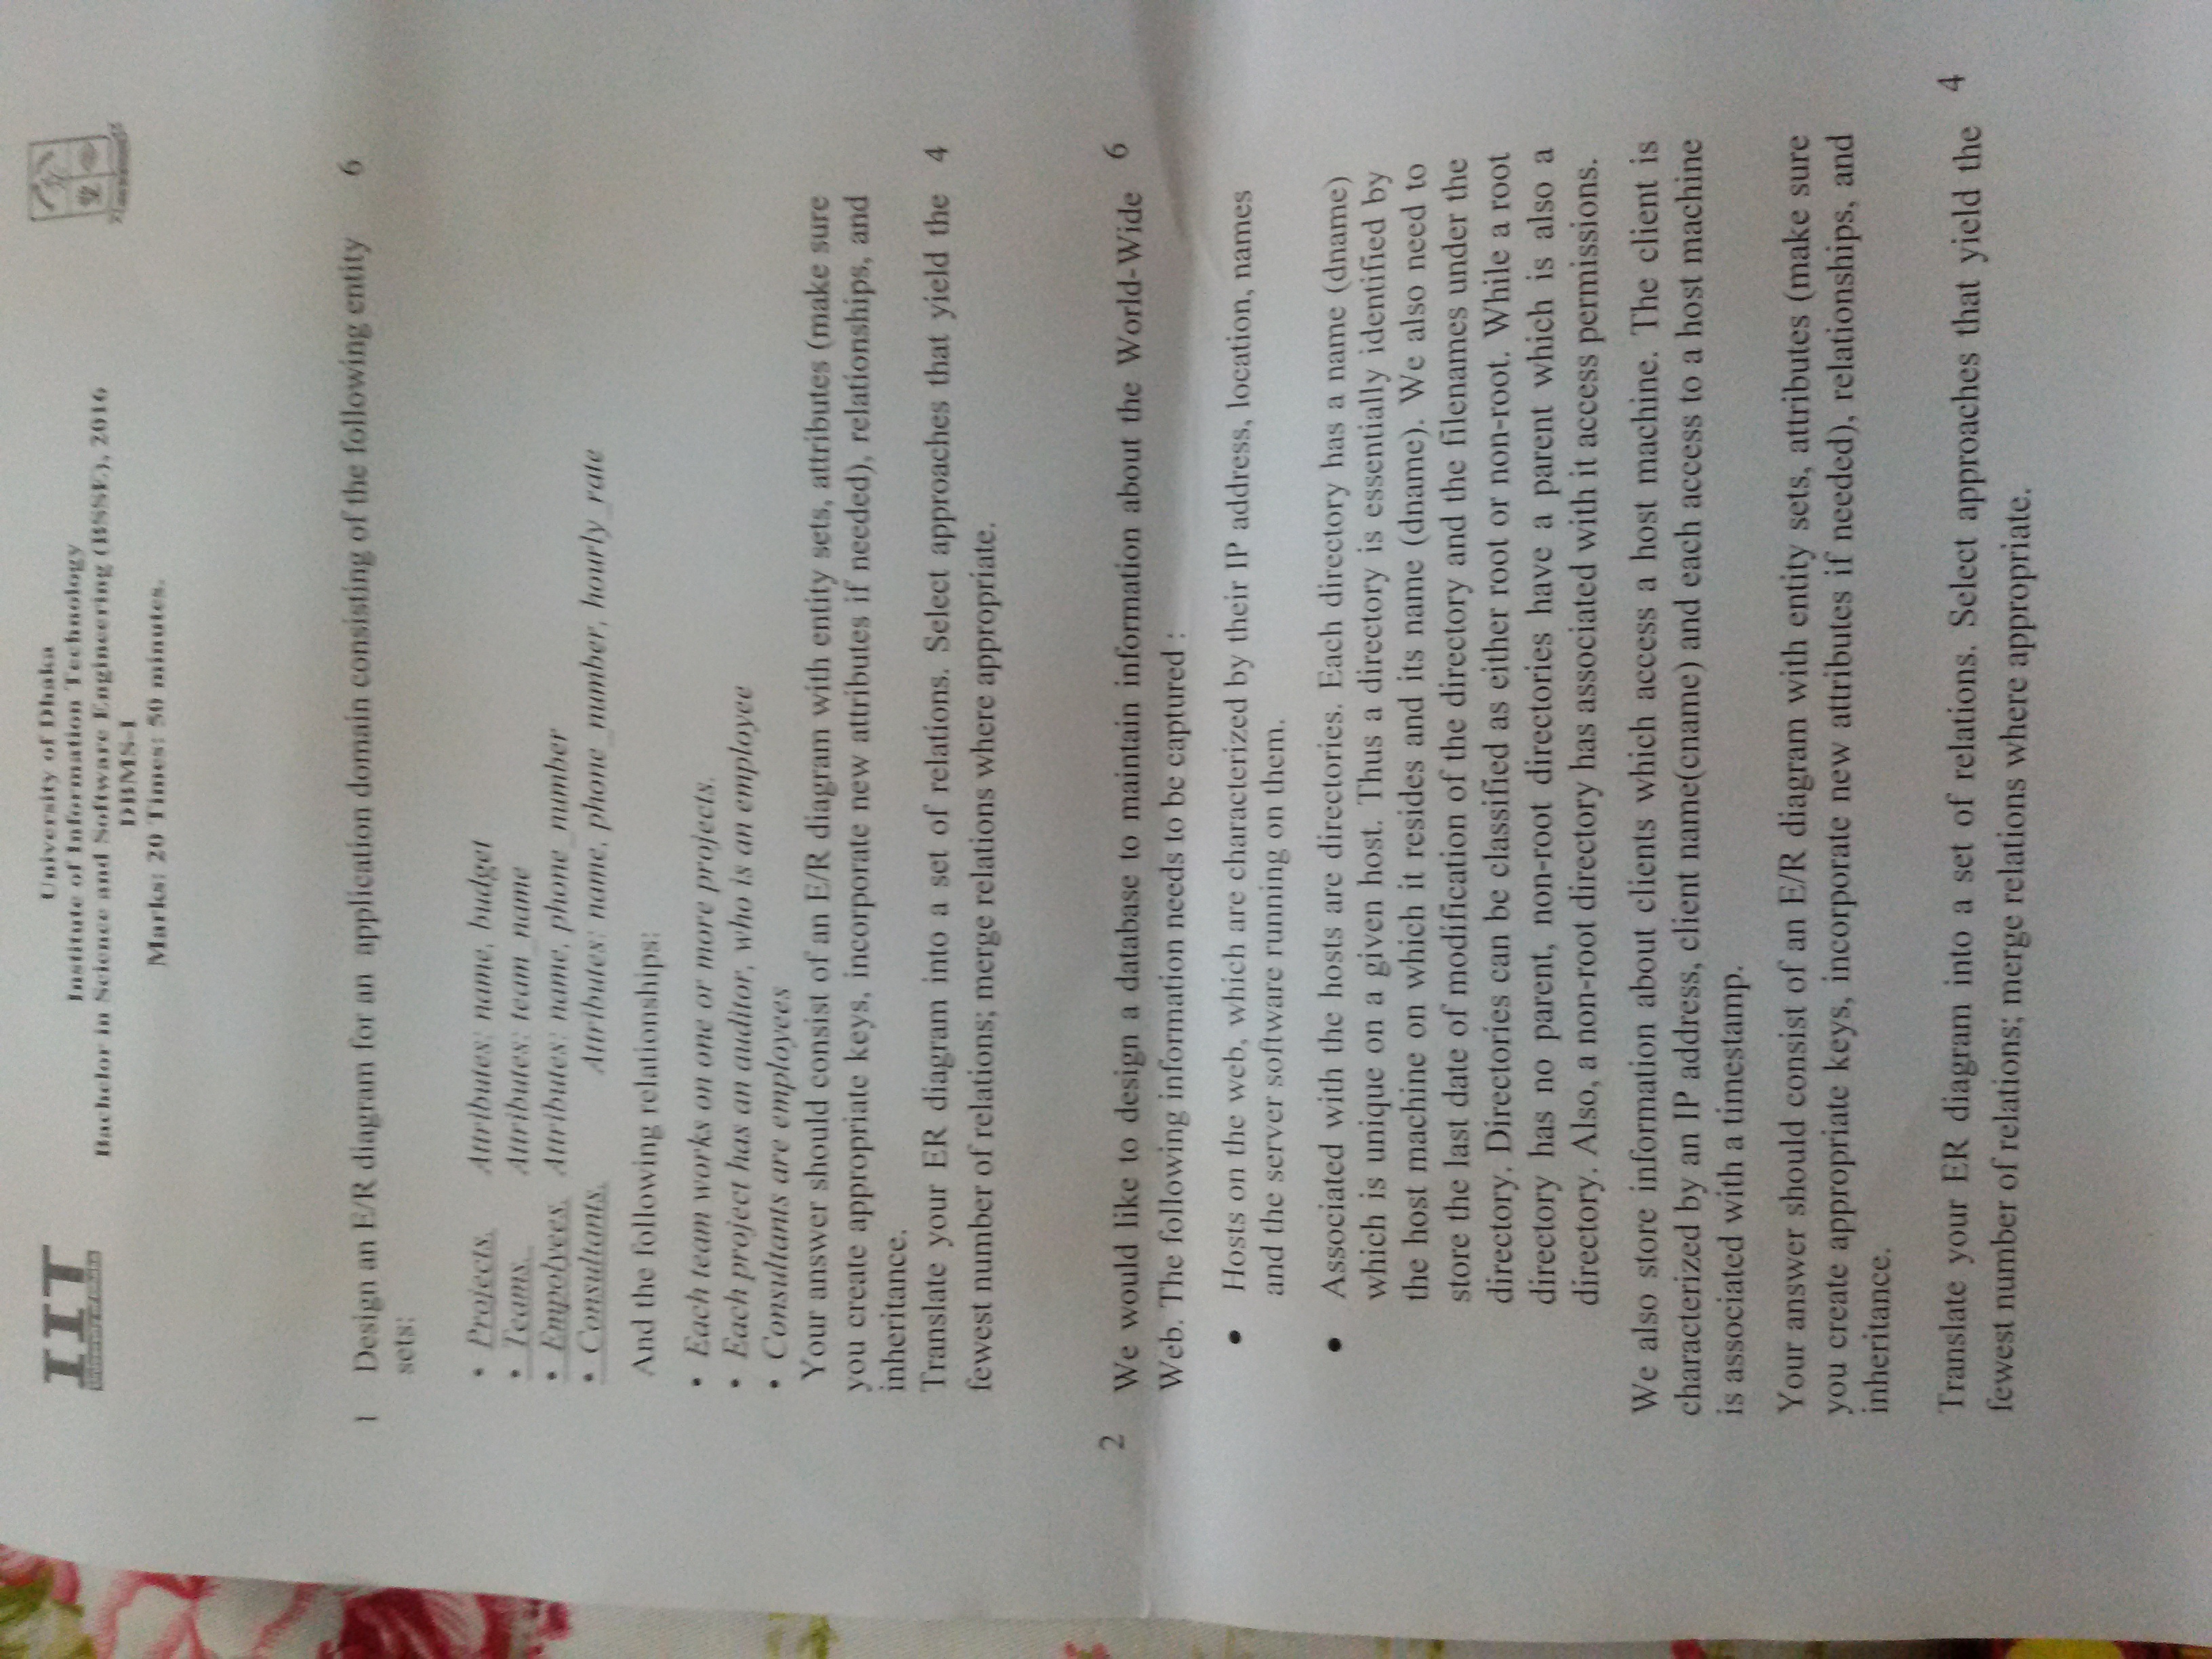 IIT
University of Dhaka
University of Dhaka
Institute of Information Technology
Bachelor in Science and Software Engineering (BSSE), 2016
DBMS-I
Marks: 20 Times: 50 minutes.
1 Design an E/R diagram for an application domain consisting of the following entity 6
sets:
• Projects. Attributes: name, budget
• Teams. Attributes: team_name
• Empolyees. Attributes: name, phone_number
• Consultants. Attributes: name, phone_number, hourly_rate
And the following relationships:
• Each team works on one or more projects.
• Each project has an auditor, who is an employee
• Consultants are employees
Your answer should consist of an E/R diagram with entity sets, attributes (make sure
you create appropriate keys, incorporate new attributes if needed), relationships, and
inheritance.
Translate your ER diagram into a set of relations. Select approaches that yield the 4
fewest number of relations; merge relations where appropriate.
2 We would like to design a database to maintain information about the World-Wide 6
Web. The following information needs to be captured :
• Hosts on the web, which are characterized by their IP address, location, names
and the server software running on them.
• Associated with the hosts are directories. Each directory has a name (dname)
which is unique on a given host. Thus a directory is essentially identified by
the host machine on which it resides and its name (dname). We also need to
store the last date of modification of the directory and the filenames under the
directory. Directories can be classified as either root or non-root. While a root
directory has no parent, non-root directories have a parent which is also a
directory. Also, a non-root directory has associated with it access permissions.
We also store information about clients which access a host machine. The client is
characterized by an IP address, client name(cname) and each access to a host machine
is associated with a timestamp.
Your answer should consist of an E/R diagram with entity sets, attributes (make sure
you create appropriate keys, incorporate new attributes if needed), relationships, and
inheritance.
Translate your ER diagram into a set of relations. Select approaches that yield the 4
fewest number of relations; merge relations where appropriate.